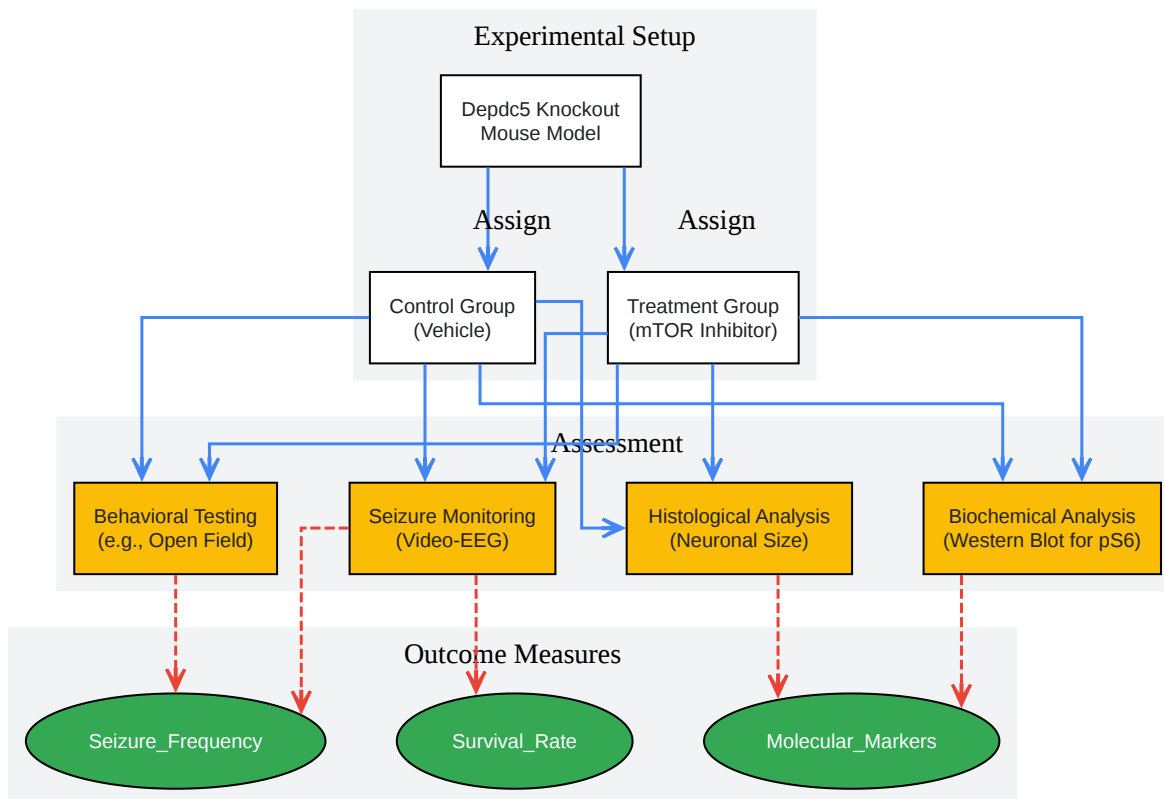 Experimental Setup
Depdc5 Knockout
Mouse Model
Assign
Assign
Control Group
(Vehicle)
Treatment Group
(mTOR Inhibitor)
Assessment
Behavioral Testing
(e.g., Open Field)
Seizure Monitoring
(Video-EEG)
Histological Analysis
(Neuronal Size)
Biochemical Analysis
(Western Blot for pS6)
Outcome Measures
Seizure_Frequency
Survival_Rate
Molecular_Markers